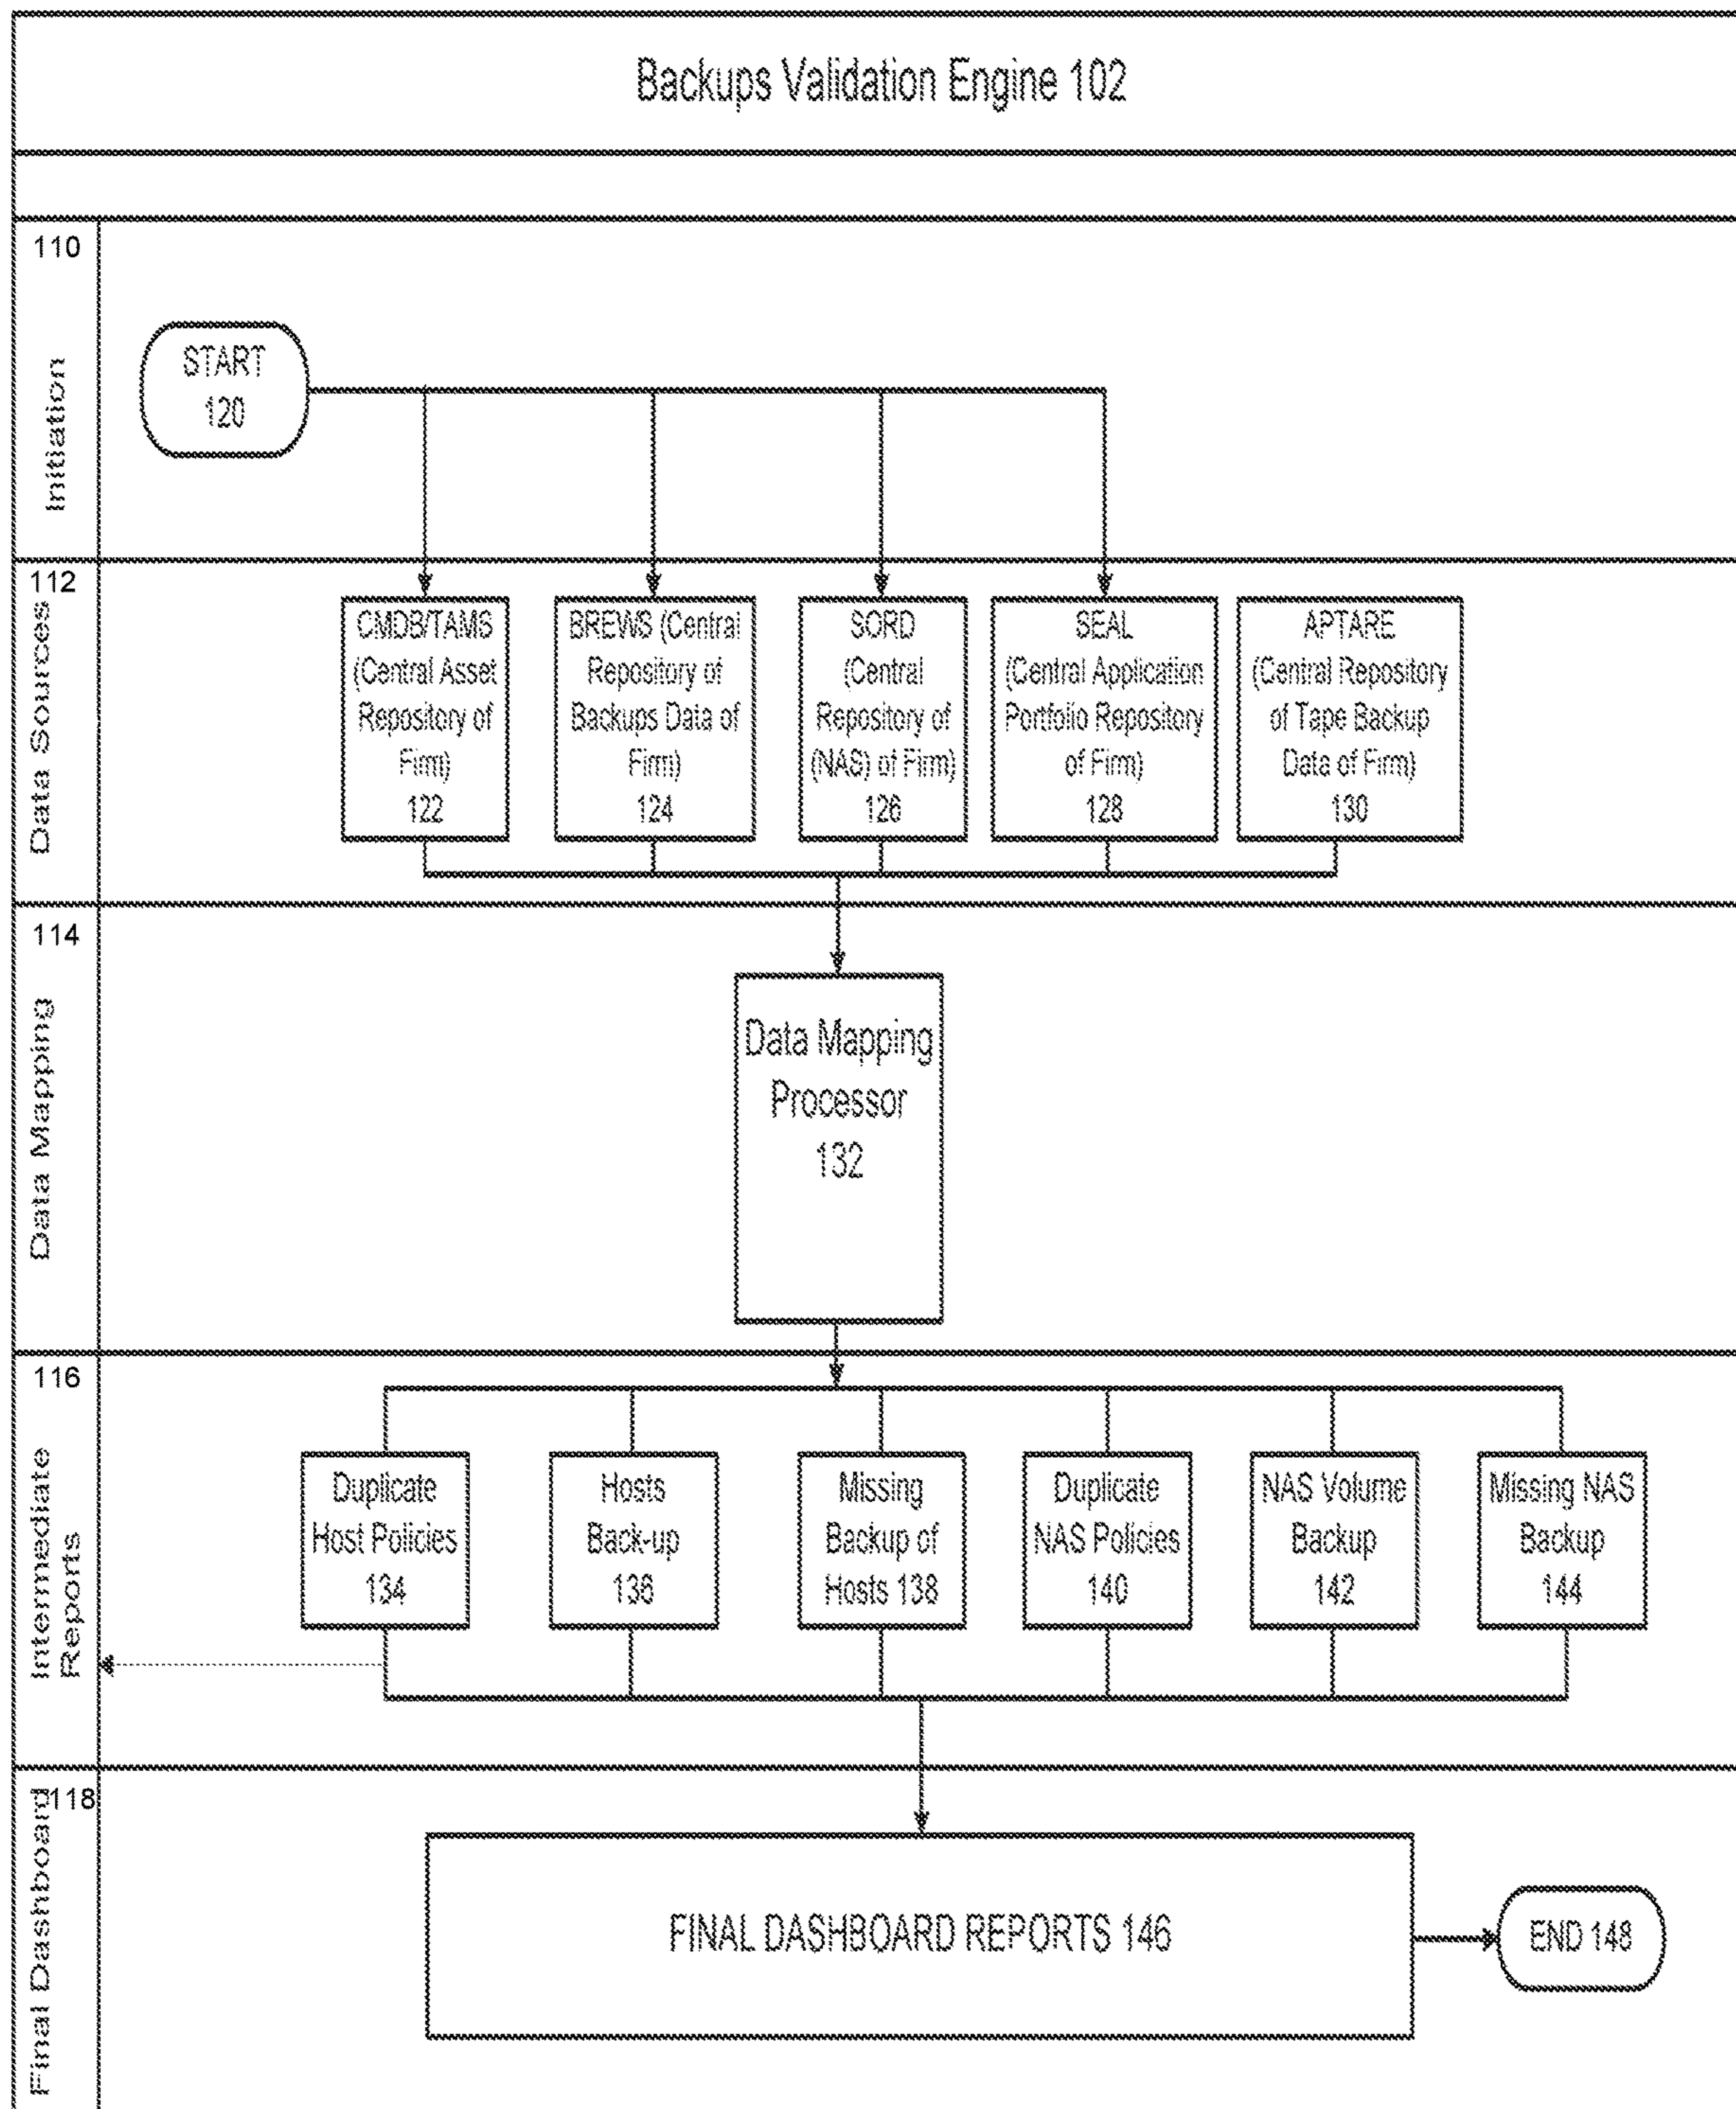 Backups Validation Engine 102
110
Initiation
START
120
112
Data Sources
CMDB/TAMS
(Central Asset
Repository of
Firm)
122
BREWS (Central
Repository of
Backups Data of
Firm)
124
SORD
(Central
Repository of
(NAS) of Firm)
126
SEAL
(Central Application
Portfolio Repository
of Firm)
128
APTARE
(Central Repository
of Tape Backup
Data of Firm)
130
114
Data Mapping
Data Mapping
Processor
132
116
Intermediate
Reports
Duplicate
Host Policies
134
Hosts
Back-up
136
Missing
Backup of
Hosts 138
Duplicate
NAS Policies
140
NAS Volume
Backup
142
Missing NAS
Backup
144
118
Final Dashboard
FINAL DASHBOARD REPORTS 146
END 148